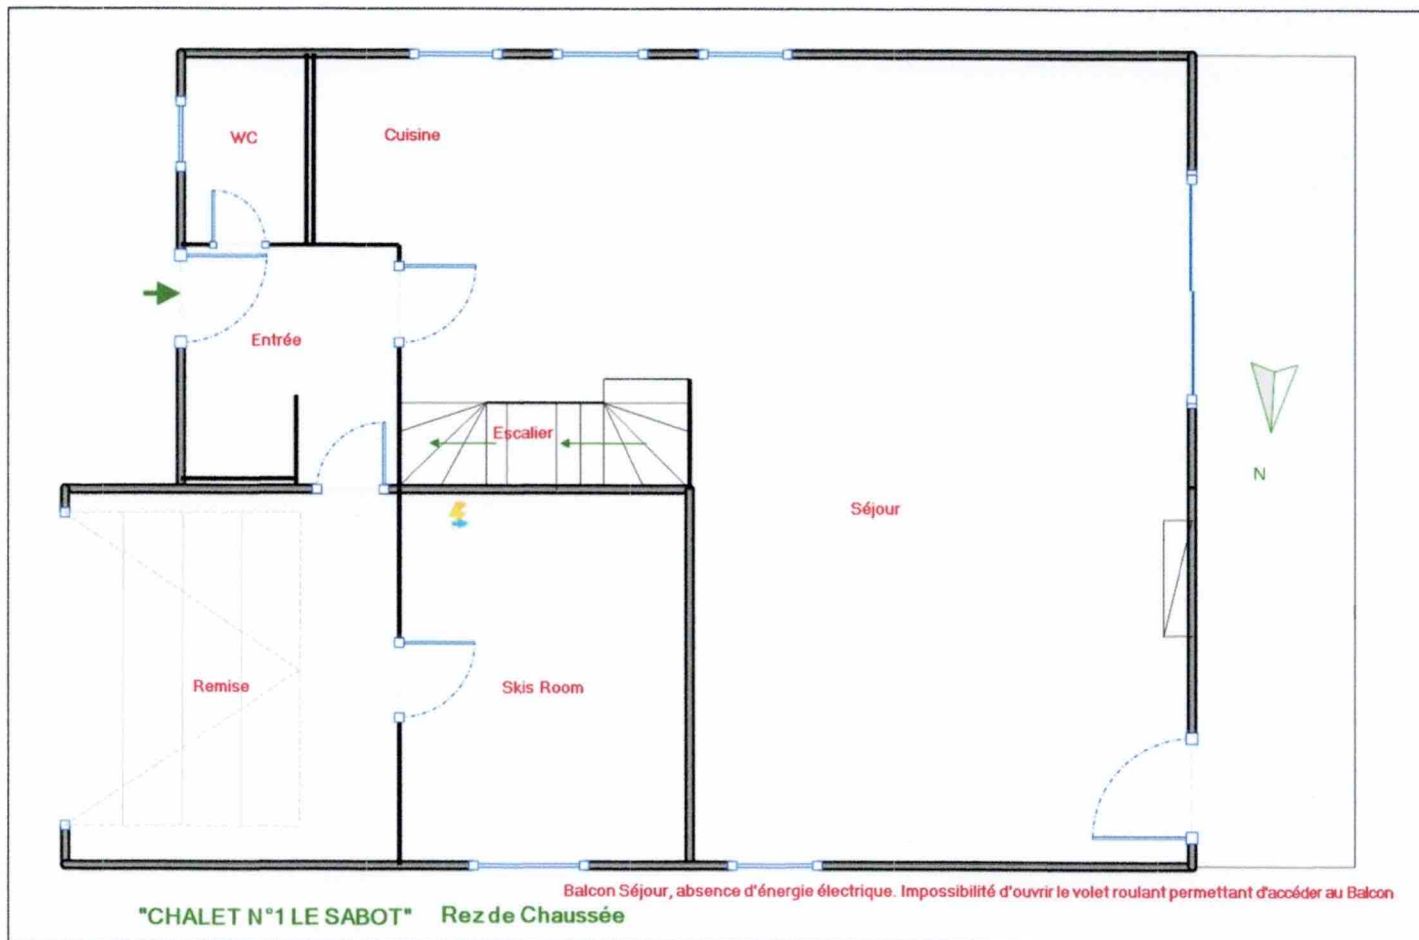 WC
Cuisine
Entrée
Escalier
N
Séjour
Remise
Skis Room
Balcon Séjour, absence d'énergie électrique. Impossibilité d'ouvrir le volet roulant permettant d'accéder au Balcon
"CHALET N°1 LE SABOT" Rez de Chaussée